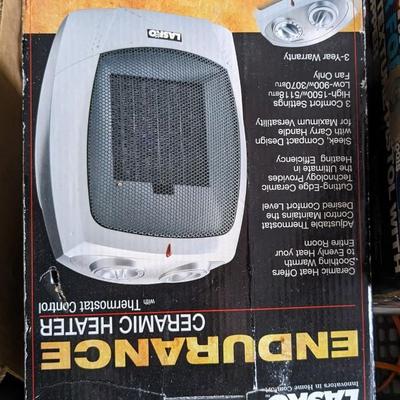 LASKO
Innovators in Home Comfort
ENDURANCE
CERAMIC HEATER
with Thermostat Control
Ceramic Heat Offers
Soothing Warmth
to Evenly Heat your
Entire Room
Adjustable Thermostat
Control Maintains the
Desired Comfort Level
Cutting-Edge Ceramic
Technology Provides
the Ultimate in
Heating Efficiency
Sleek, Compact Design
with Carry Handle
for Maximum Versatility
3 Comfort Settings
High-1500w/5118BTU
Low-900w/3070BTU
Fan Only
3-Year Warranty
LASKO